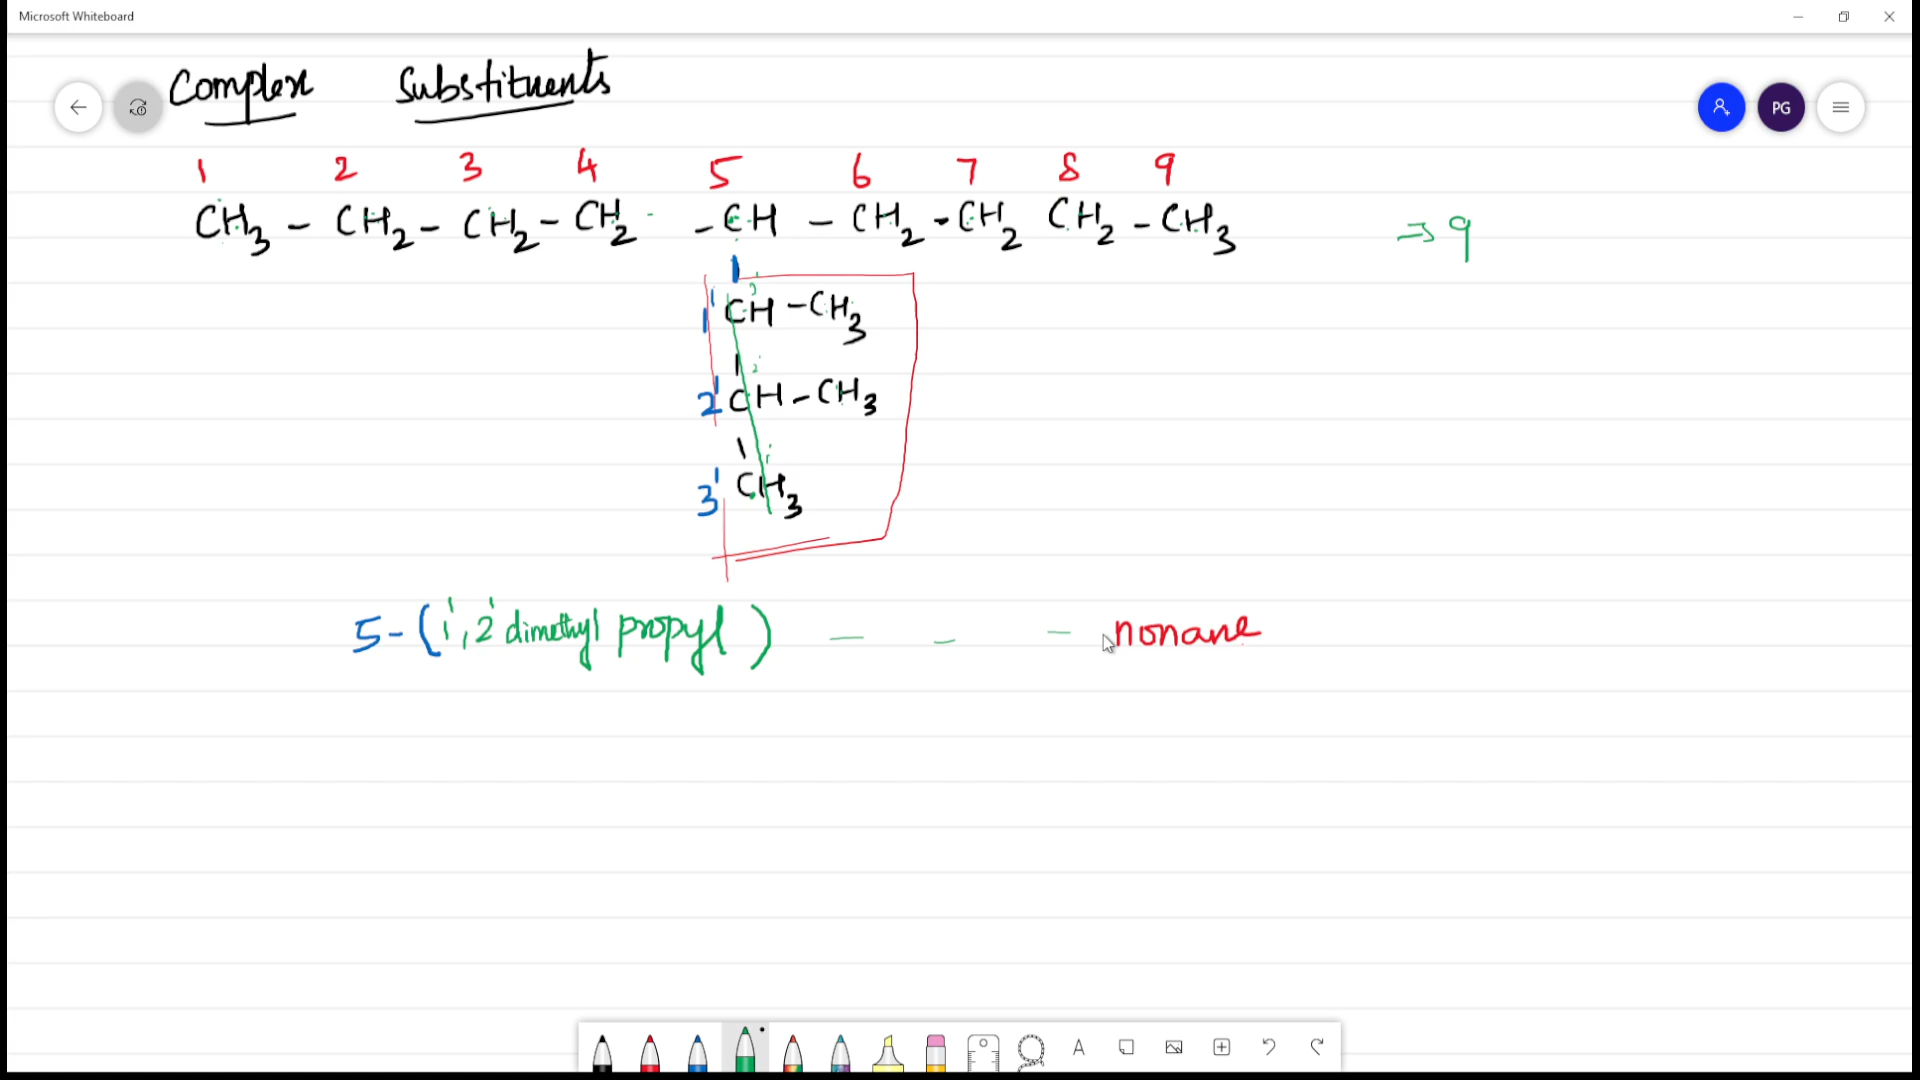 Microsoft Whiteboard
Complex Substituents
PG
1 2 3 4 5 6 7 8 9
CH3 - CH2 - CH2 - CH2 - CH - CH2 - CH2 CH2 - CH3 ⇒ 9
1' CH - CH3
2' CH - CH3
3' CH3
5-(1',2' dimethyl propyl) - - - nonane
A